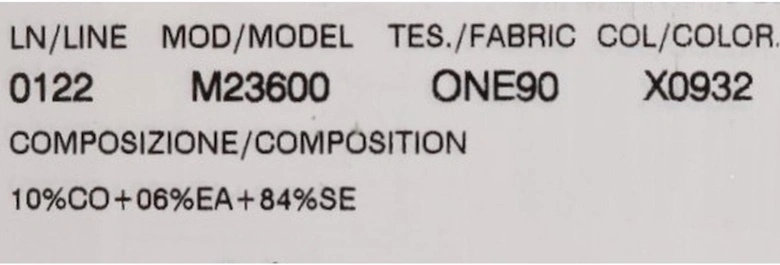 LN/LINE MOD/MODEL TES./FABRIC COL/COLOR.
0122 M23600 ONE90 X0932
COMPOSIZIONE/COMPOSITION
10%CO+06%EA+84%SE